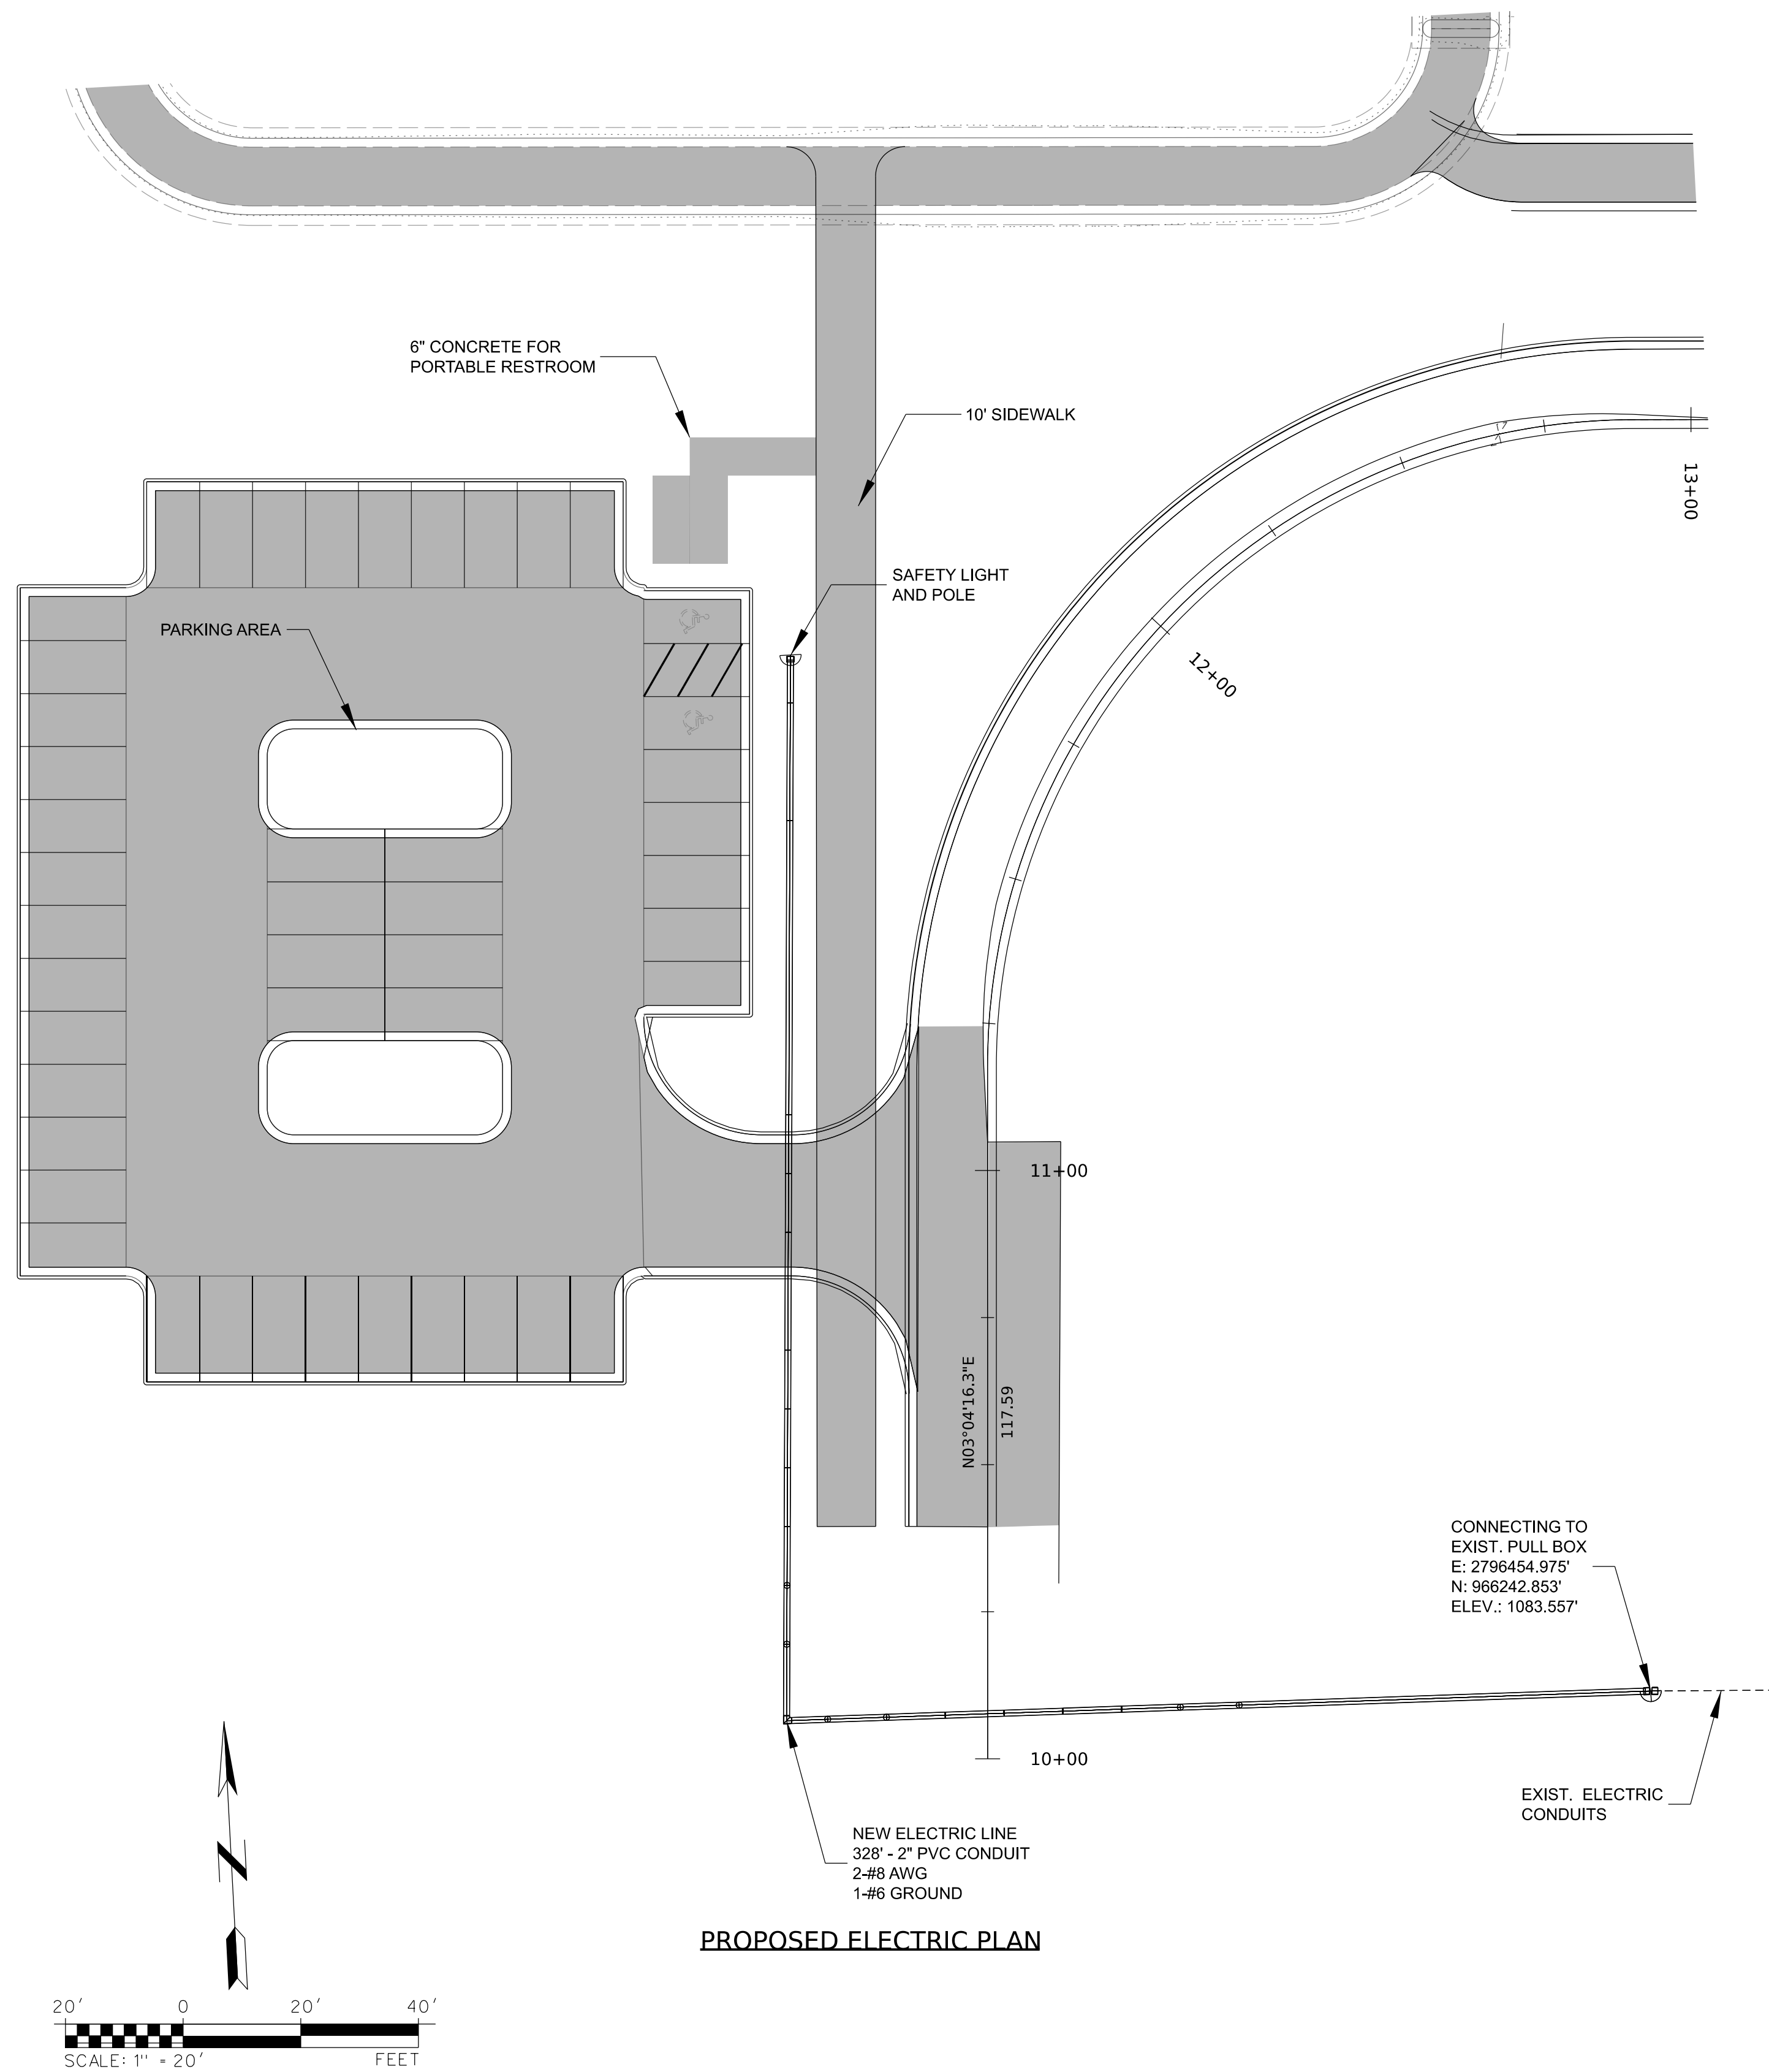 6" CONCRETE FOR
PORTABLE RESTROOM
10' SIDEWALK
13+00
SAFETY LIGHT
AND POLE
PARKING AREA
12+00
11+00
N03°04'16.3"E
117.59
CONNECTING TO
EXIST. PULL BOX
E: 2796454.975'
N: 966242.853'
ELEV.: 1083.557'
10+00
EXIST. ELECTRIC
CONDUITS
NEW ELECTRIC LINE
328' - 2" PVC CONDUIT
2-#8 AWG
1-#6 GROUND
N
PROPOSED ELECTRIC PLAN
20' 0 20' 40'
SCALE: 1" = 20' FEET